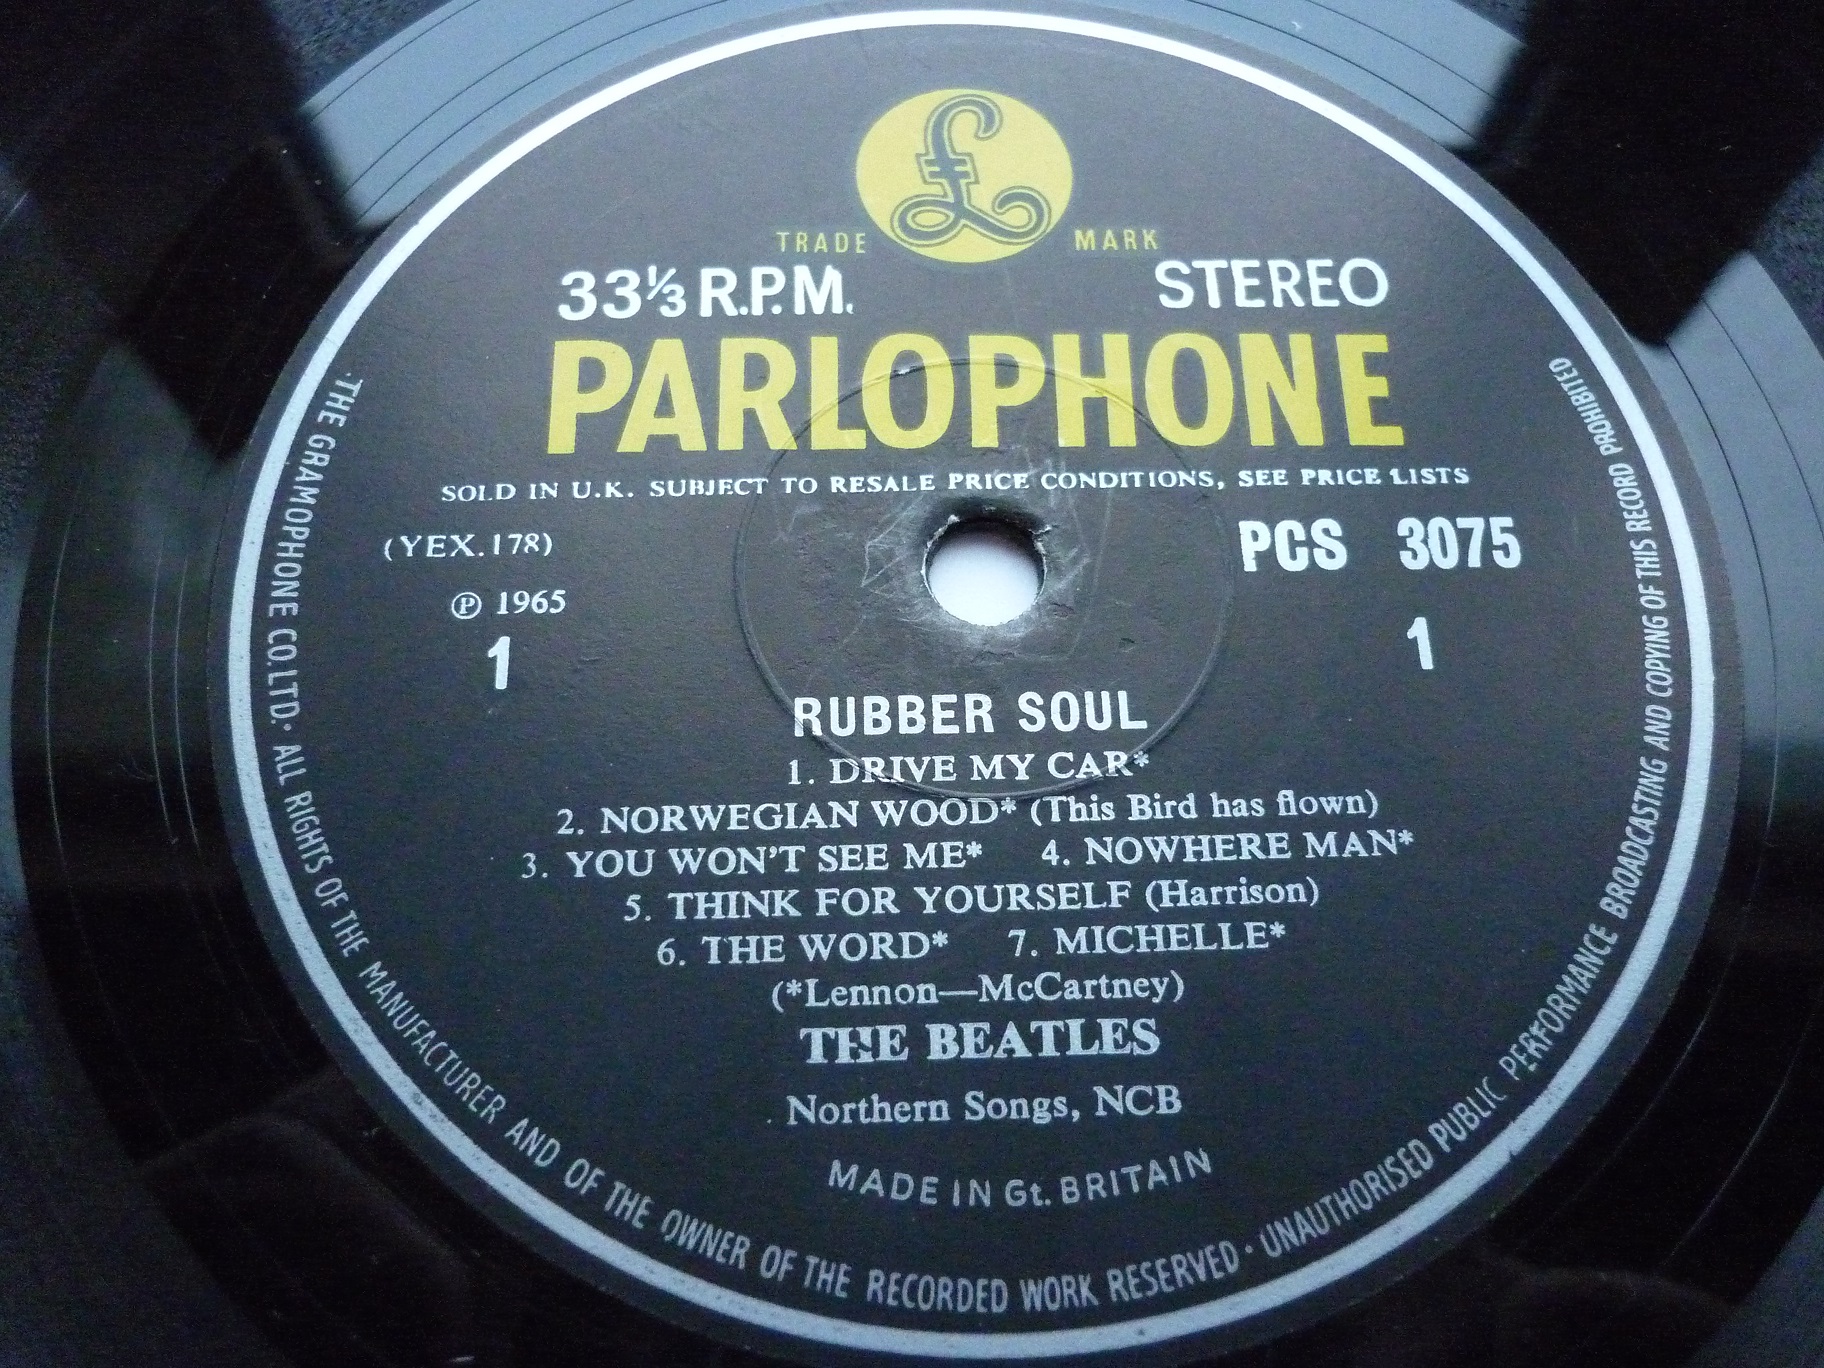 £
TRADE MARK
33⅓ R.P.M. STEREO
PARLOPHONE
SOLD IN U.K. SUBJECT TO RESALE PRICE CONDITIONS, SEE PRICE LISTS
(YEX.178) PCS 3075
℗ 1965
1 1
RUBBER SOUL
1. DRIVE MY CAR*
2. NORWEGIAN WOOD* (This Bird has flown)
3. YOU WON'T SEE ME* 4. NOWHERE MAN*
5. THINK FOR YOURSELF (Harrison)
6. THE WORD* 7. MICHELLE*
(*Lennon—McCartney)
THE BEATLES
Northern Songs, NCB
MADE IN Gt. BRITAIN
THE GRAMOPHONE CO. LTD. · ALL RIGHTS OF THE MANUFACTURER AND OF THE OWNER OF THE RECORDED WORK RESERVED · UNAUTHORISED PUBLIC PERFORMANCE BROADCASTING AND COPYING OF THIS RECORD PROHIBITED